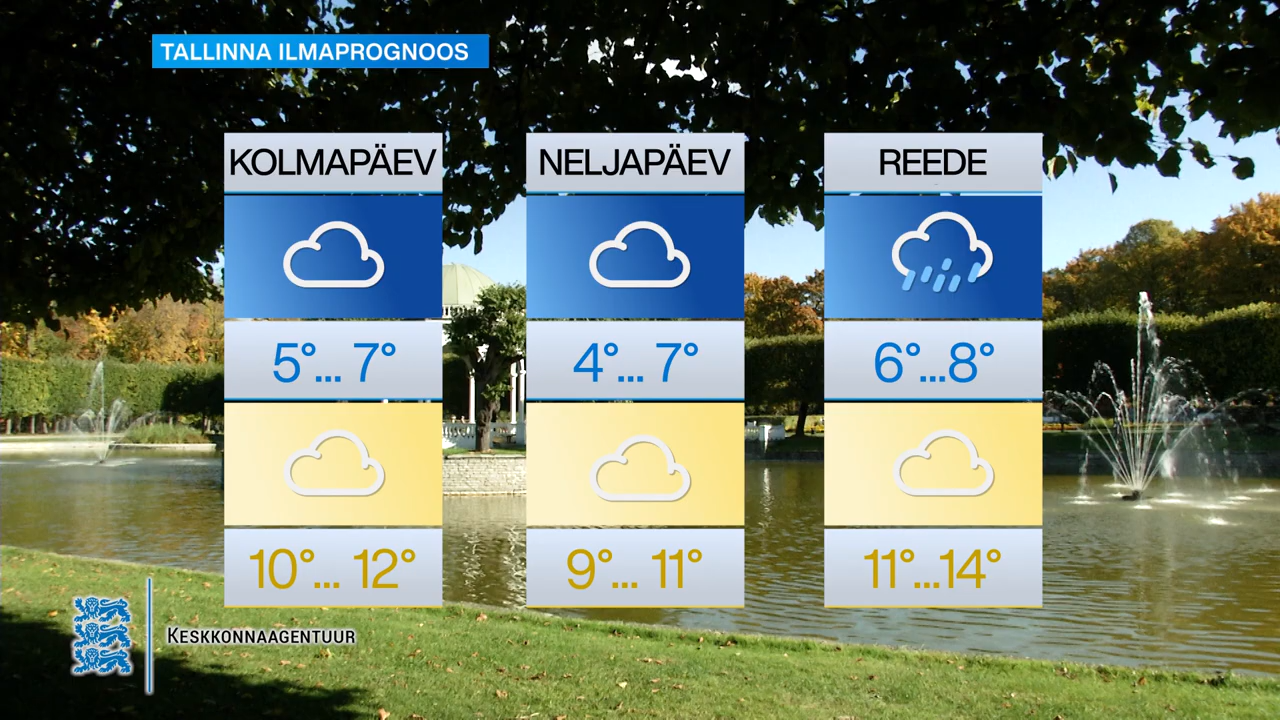 TALLINNA ILMAPROGNOOS
KOLMAPÄEV
5°... 7°
10°... 12°
NELJAPÄEV
4°... 7°
9°... 11°
REEDE
6°...8°
11°...14°
KESKKONNAAGENTUUR